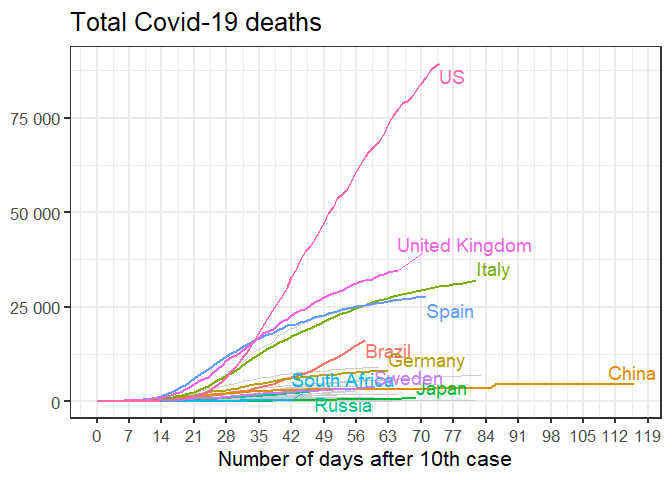 Total Covid-19 deaths
US
75 000
50 000
United Kingdom
Italy
25 000
Spain
Brazil
Germany
China
South Africa
Sweden
Japan
Russia
0
0 7 14 21 28 35 42 49 56 63 70 77 84 91 98 105 112 119
Number of days after 10th case